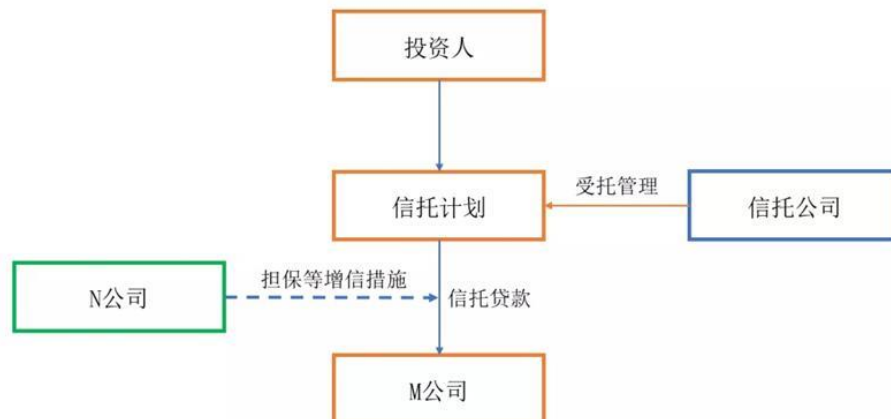 投资人
受托管理
信托计划
信托公司
担保等增信措施
N公司
信托贷款
M公司